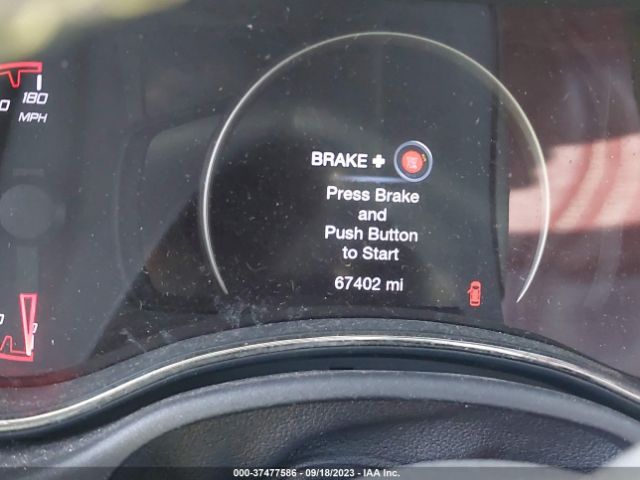 180
MPH
BRAKE +
Press Brake
and
Push Button
to Start
67402 mi
000-37477586 - 09/18/2023 - IAA Inc.